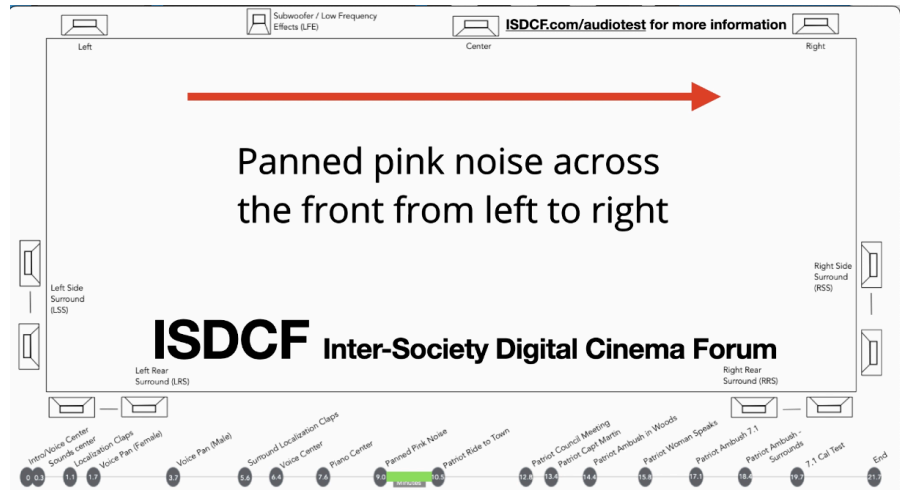 Subwoofer / Low Frequency
Effects (LFE)
ISDCF.com/audiotest for more information
Left
Center
Right
Panned pink noise across
the front from left to right
Left Side
Surround
(LSS)
Right Side
Surround
(RSS)
ISDCF Inter-Society Digital Cinema Forum
Left Rear
Surround (LRS)
Right Rear
Surround (RRS)
Intro/Voice Center
Sounds center
Localization Claps
Voice Pan (Female)
Voice Pan (Male)
Surround Localization Claps
Voice Center
Piano Center
Panned Pink Noise
Patriot Ride to Town
Patriot Council Meeting
Patriot Capt Martin
Patriot Ambush in Woods
Patriot Woman Speaks
Patriot Ambush 7.1
Patriot Ambush -
Surrounds
7.1 Cal Test
End
0 0.3 1.1 1.7 3.7 5.6 6.4 7.6 9.0 10.5 12.8 13.4 14.4 15.8 17.1 18.4 19.7 21.7
Minutes